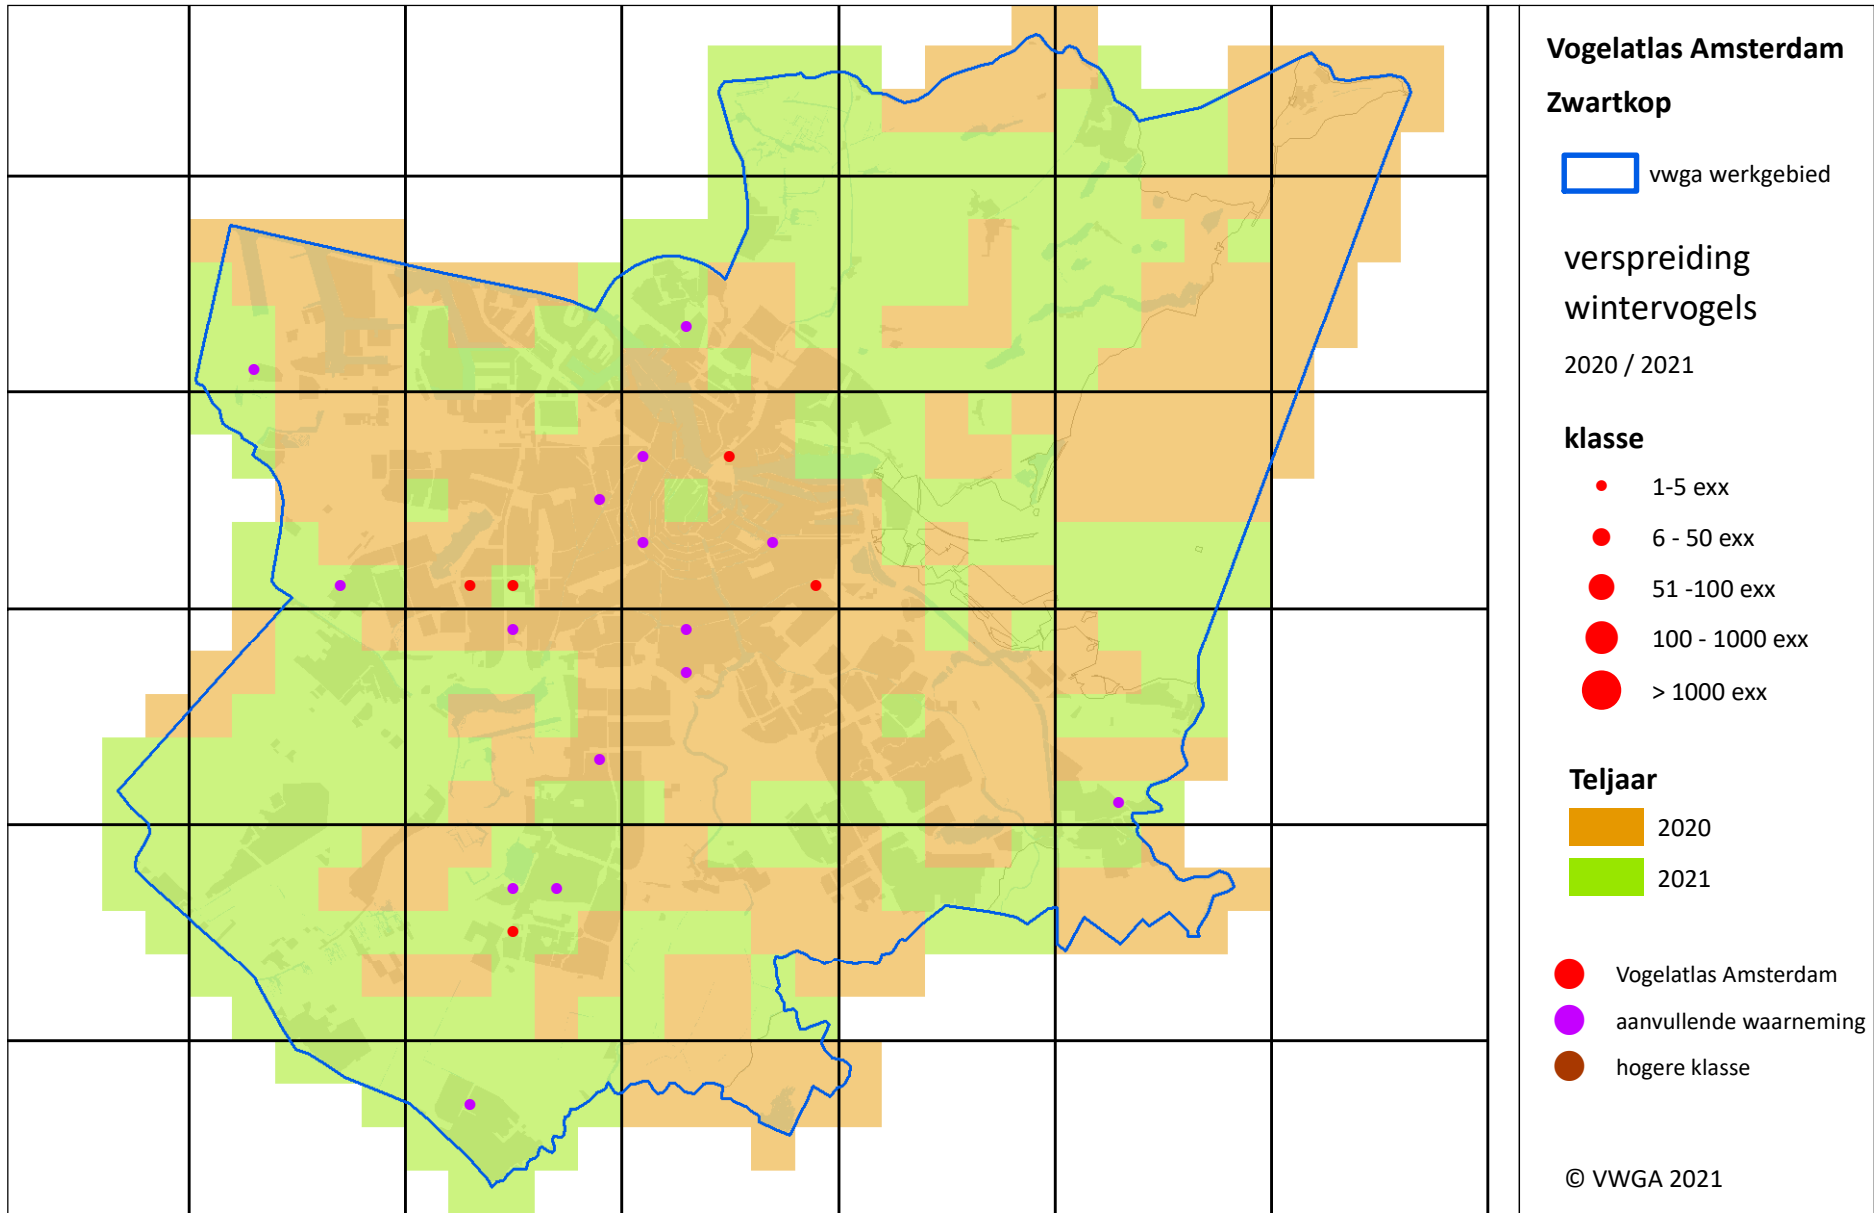 Vogelatlas Amsterdam
Zwartkop
vwga werkgebied
verspreiding
wintervogels
2020 / 2021
klasse
1-5 exx
6 - 50 exx
51 -100 exx
100 - 1000 exx
> 1000 exx
Teljaar
2020
2021
Vogelatlas Amsterdam
aanvullende waarneming
hogere klasse
© VWGA 2021